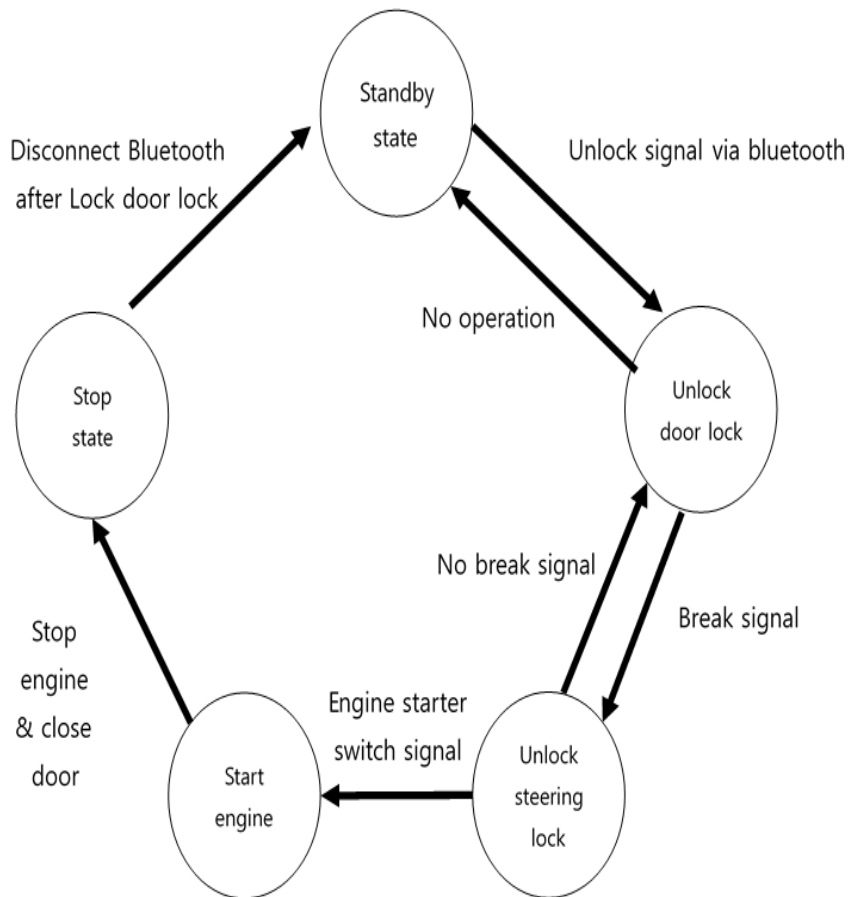 Standby
state
Disconnect Bluetooth
after Lock door lock
Unlock signal via bluetooth
No operation
Stop
state
Unlock
door lock
No break signal
Break signal
Stop
engine
& close
door
Engine starter
switch signal
Start
engine
Unlock
steering
lock